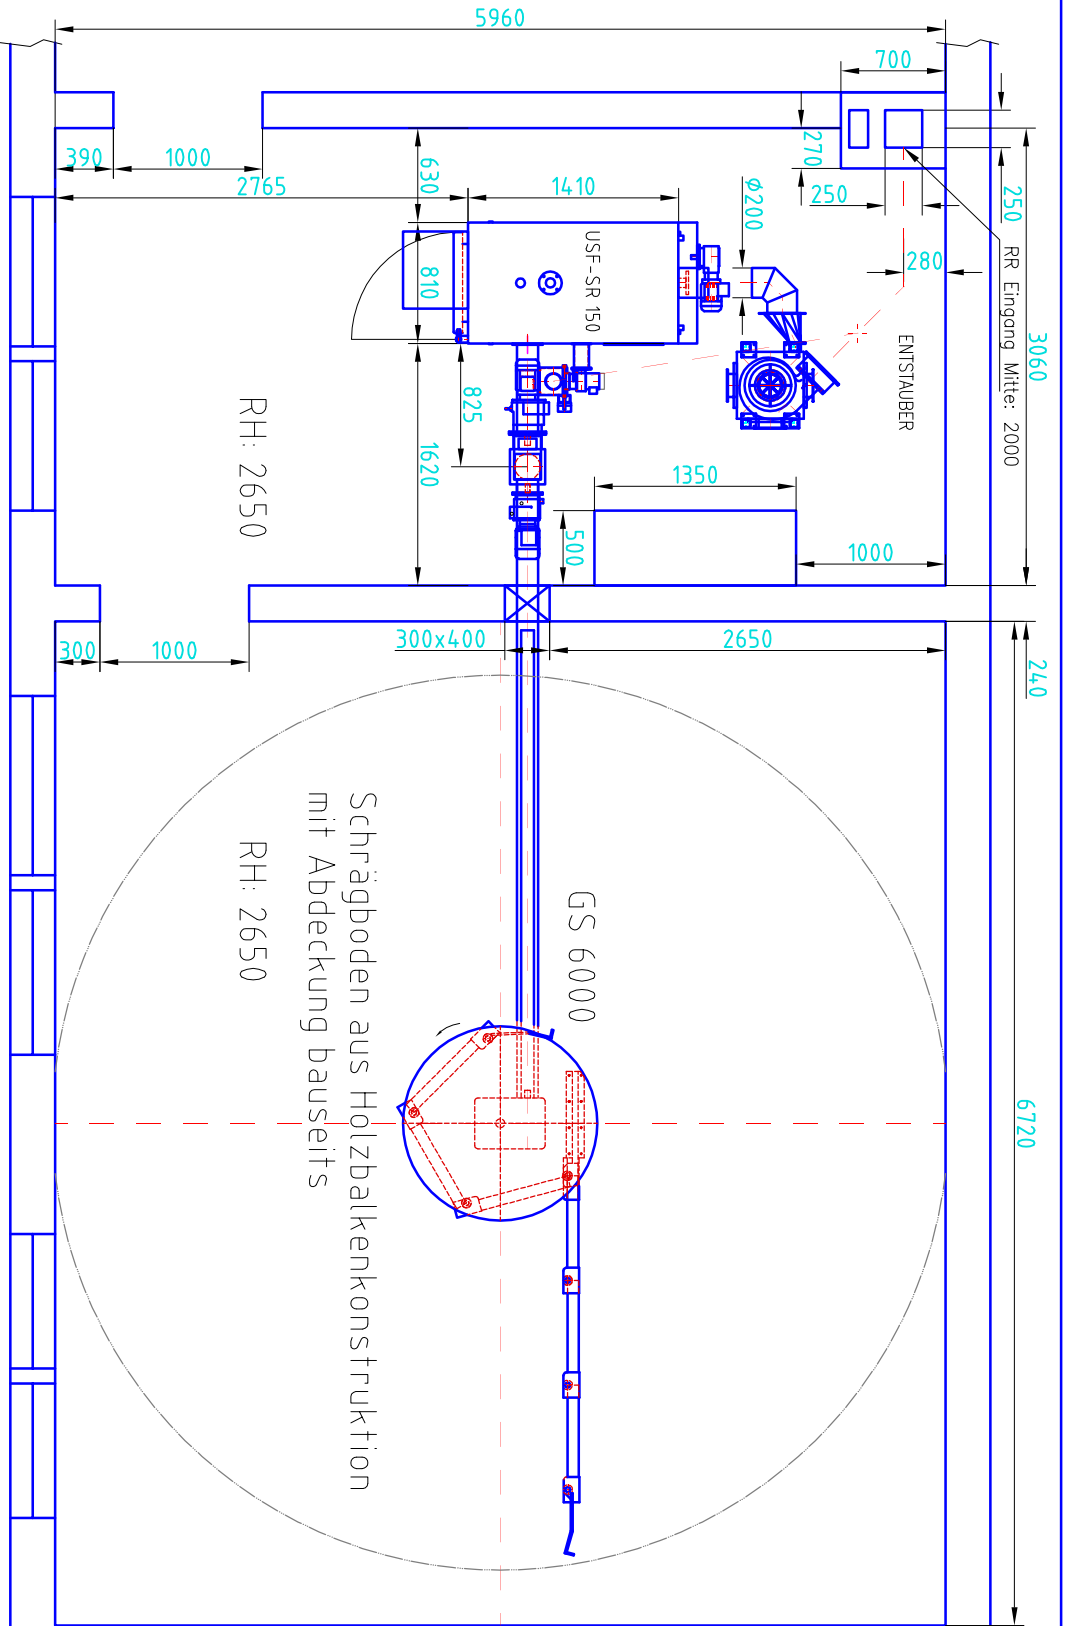 5960
700
390
1000
2765
630
1410
270
250
Ø200
250
280
3060
RR Eingang Mitte: 2000
USF-SR 150
810
ENTSTAUBER
825
1620
RH: 2650
1350
500
1000
300
1000
300x400
2650
240
GS 6000
Schrägboden aus Holzbalkenkonstruktion
mit Abdeckung bauseits
RH: 2650
6720